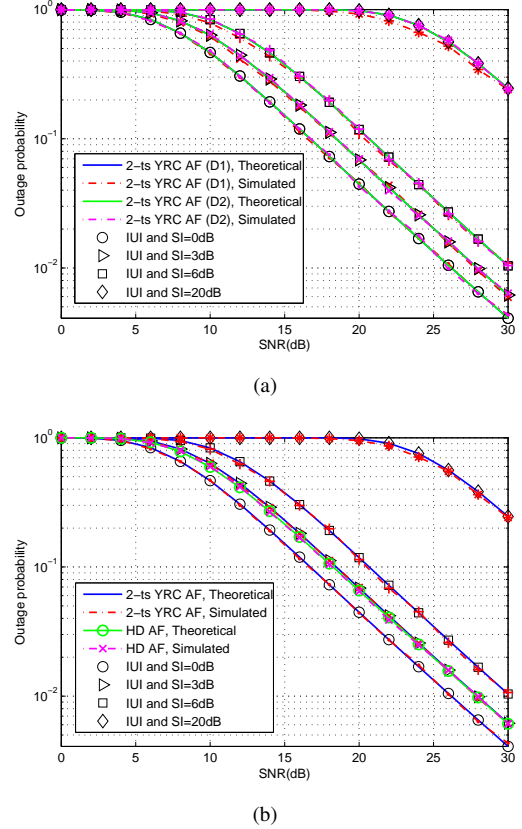 10^0
10^-1
10^-2
Outage probability
2-ts YRC AF (D1), Theoretical
2-ts YRC AF (D1), Simulated
2-ts YRC AF (D2), Theoretical
2-ts YRC AF (D2), Simulated
IUI and SI=0dB
IUI and SI=3dB
IUI and SI=6dB
IUI and SI=20dB
0 5 10 15 20 25 30
SNR(dB)
(a)
10^0
10^-1
10^-2
Outage probability
2-ts YRC AF, Theoretical
2-ts YRC AF, Simulated
HD AF, Theoretical
HD AF, Simulated
IUI and SI=0dB
IUI and SI=3dB
IUI and SI=6dB
IUI and SI=20dB
0 5 10 15 20 25 30
SNR(dB)
(b)